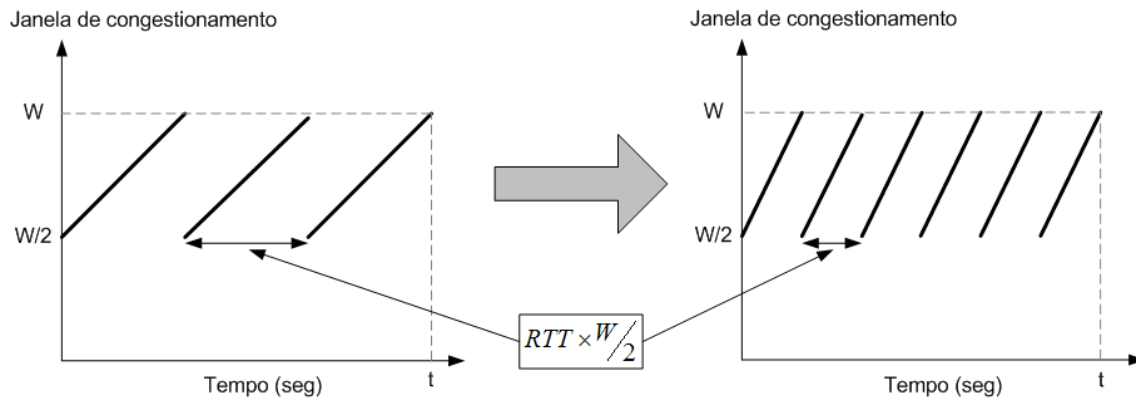 Janela de congestionamento
W
W/2
Tempo (seg)
t
RTT × W/2
Janela de congestionamento
W
W/2
Tempo (seg)
t